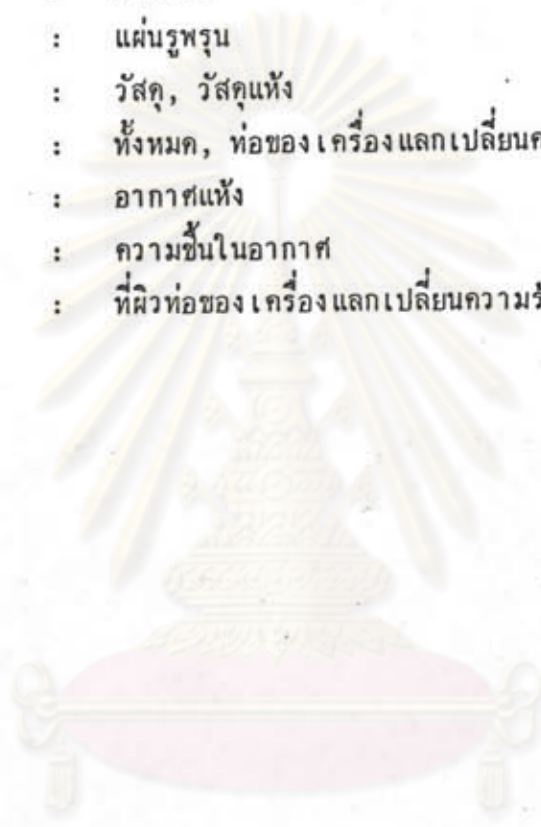 : แผ่นรูพรุน
: วัสดุ, วัสดุแห้ง
: ทั้งหมด, ท่อของเครื่องแลกเปลี่ยน
: อากาศแห้ง
: ความชื้นในอากาศ
: ที่ผิวท่อของเครื่องแลกเปลี่ยนความ